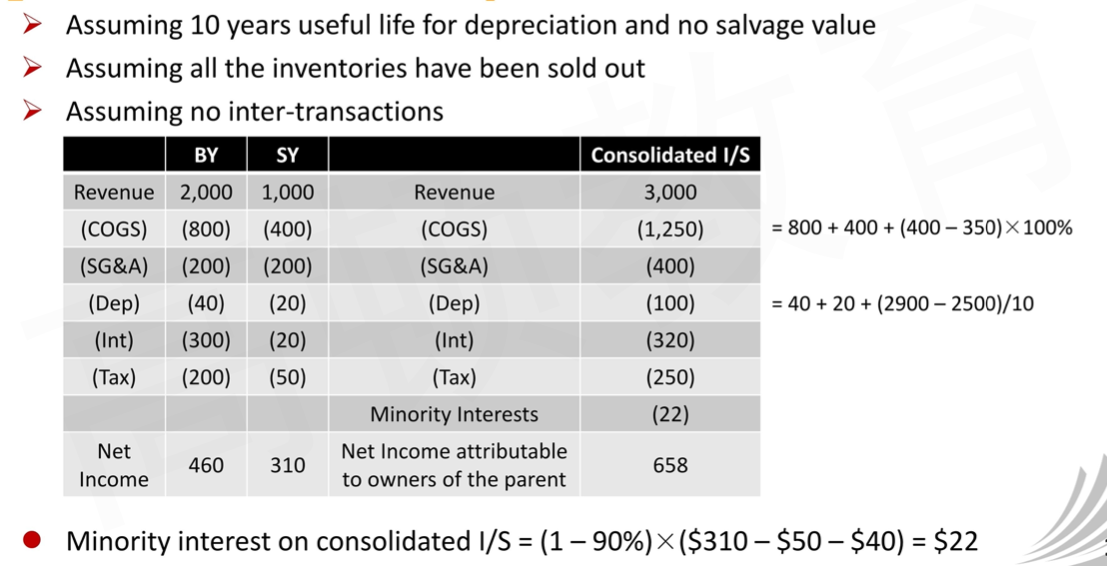 Assuming 10 years useful life for depreciation and no salvage value
Assuming all the inventories have been sold out
Assuming no inter-transactions
BY SY Consolidated I/S
Revenue 2,000 1,000 Revenue 3,000
(COGS) (800) (400) (COGS) (1,250) = 800 + 400 + (400 – 350)×100%
(SG&A) (200) (200) (SG&A) (400)
(Dep) (40) (20) (Dep) (100) = 40 + 20 + (2900 – 2500)/10
(Int) (300) (20) (Int) (320)
(Tax) (200) (50) (Tax) (250)
Minority Interests (22)
Net Income 460 310 Net Income attributable to owners of the parent 658
Minority interest on consolidated I/S = (1 – 90%)×($310 – $50 – $40) = $22